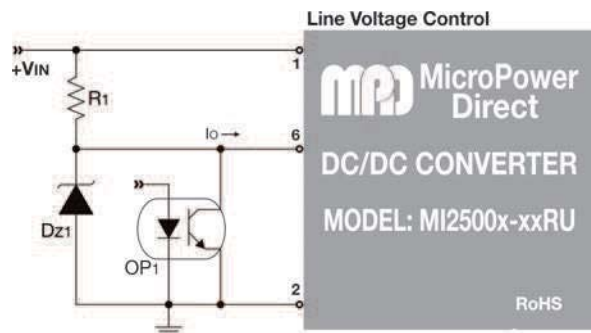 Line Voltage Control
+VIN
1
R1
MPD MicroPower
Direct
Io
6
DC/DC CONVERTER
MODEL: MI2500x-xxRU
DZ1
OP1
2
RoHS